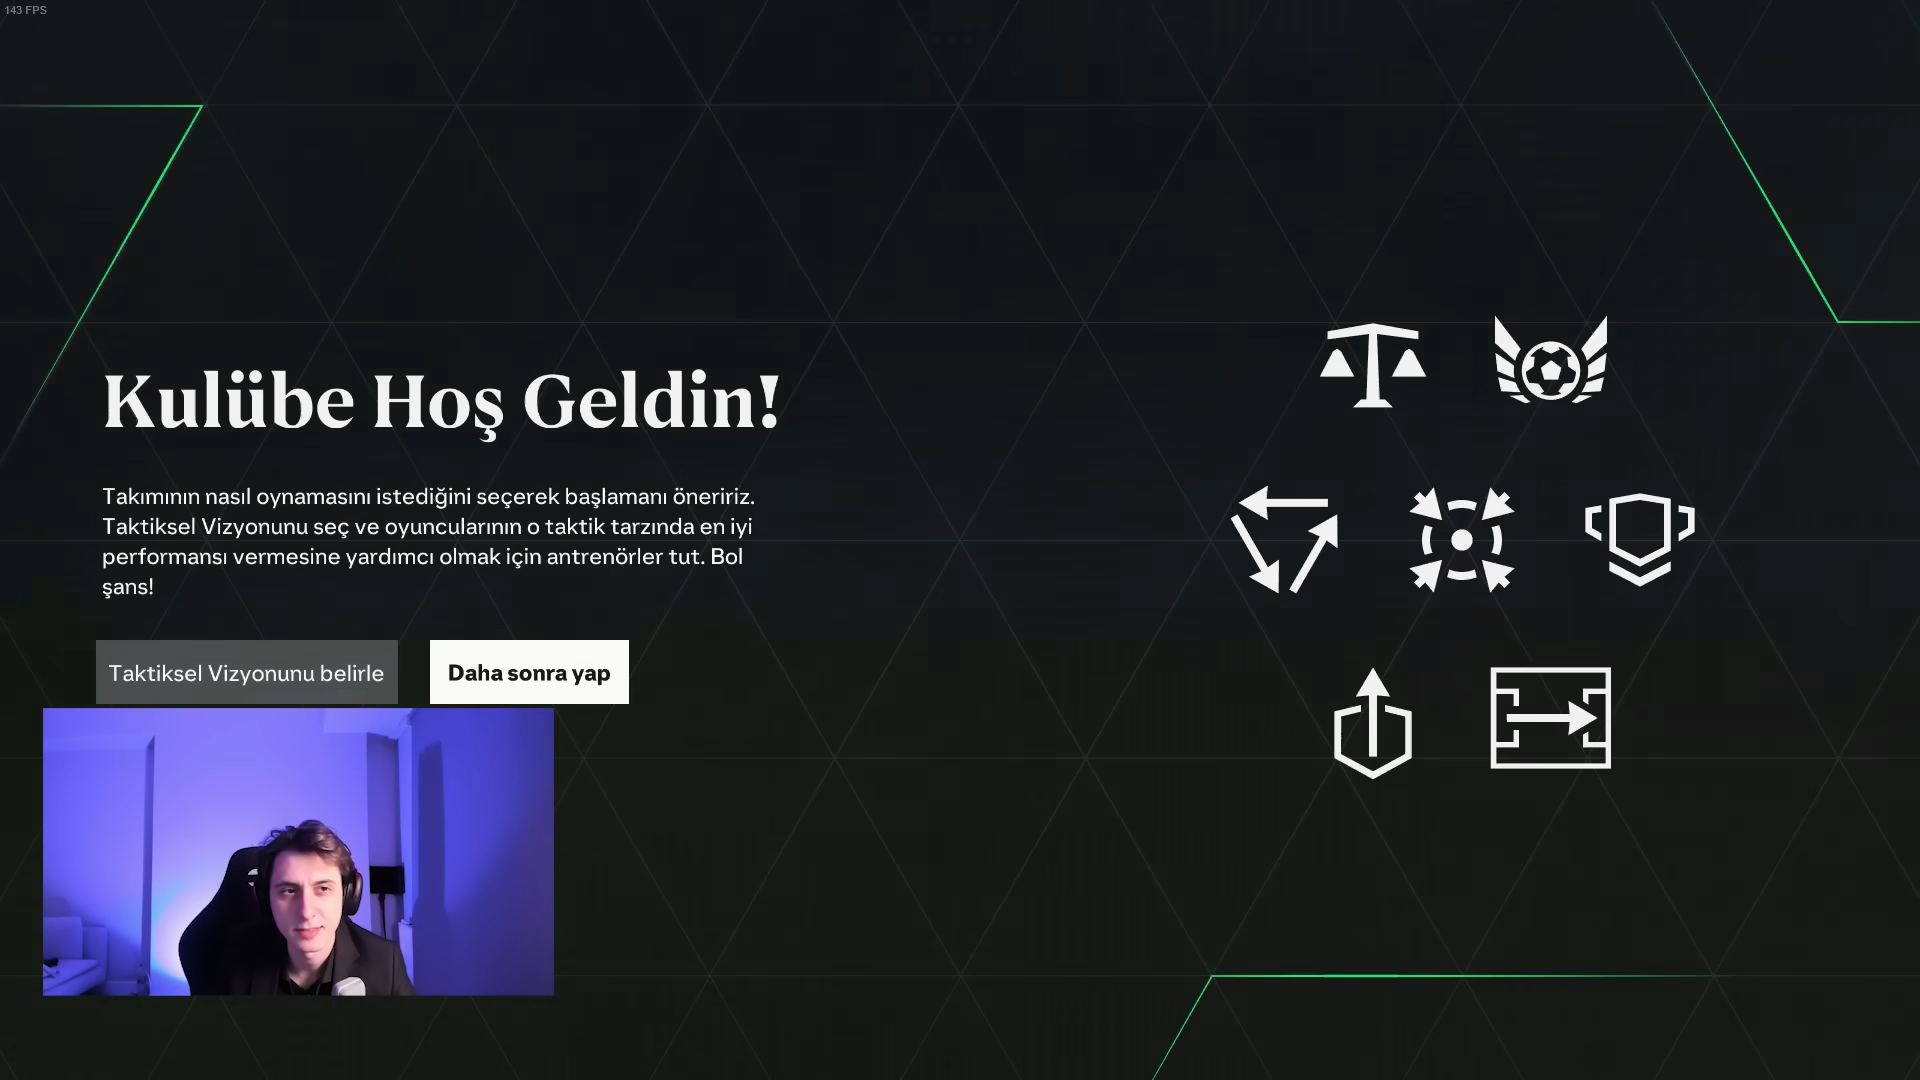 143 FPS
Kulübe Hoş Geldin!
Takımının nasıl oynamasını istediğini seçerek başlamanı öneririz.
Taktiksel Vizyonunu seç ve oyuncularının o taktik tarzında en iyi
performansı vermesine yardımcı olmak için antrenörler tut. Bol
şans!
Taktiksel Vizyonunu belirle
Daha sonra yap